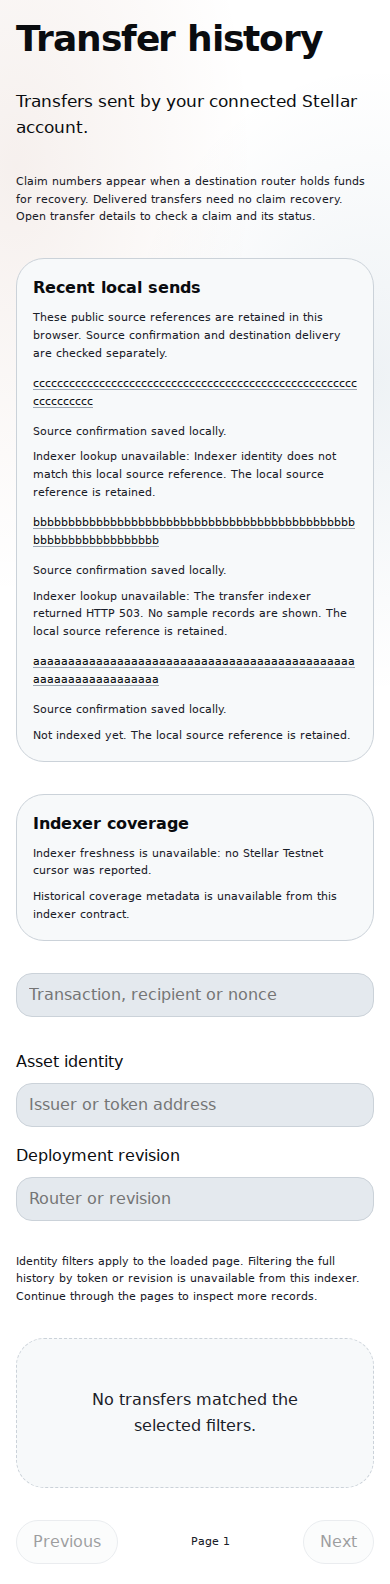 Transfer history
Transfers sent by your connected Stellar
account.
Claim numbers appear when a destination router holds funds
for recovery. Delivered transfers need no claim recovery.
Open transfer details to check a claim and its status.
Recent local sends
These public source references are retained in this
browser. Source confirmation and destination delivery
are checked separately.
cccccccccccccccccccccccccccccccccccccccccccccccccccccc
cccccccccc
Source confirmation saved locally.
Indexer lookup unavailable: Indexer identity does not
match this local source reference. The local source
reference is retained.
bbbbbbbbbbbbbbbbbbbbbbbbbbbbbbbbbbbbbbbbbbbbbb
bbbbbbbbbbbbbbbbbb
Source confirmation saved locally.
Indexer lookup unavailable: The transfer indexer
returned HTTP 503. No sample records are shown. The
local source reference is retained.
aaaaaaaaaaaaaaaaaaaaaaaaaaaaaaaaaaaaaaaaaaaaaa
aaaaaaaaaaaaaaaaaa
Source confirmation saved locally.
Not indexed yet. The local source reference is retained.
Indexer coverage
Indexer freshness is unavailable: no Stellar Testnet
cursor was reported.
Historical coverage metadata is unavailable from this
indexer contract.
Transaction, recipient or nonce
Asset identity
Issuer or token address
Deployment revision
Router or revision
Identity filters apply to the loaded page. Filtering the full
history by token or revision is unavailable from this indexer.
Continue through the pages to inspect more records.
No transfers matched the
selected filters.
Previous
Page 1
Next